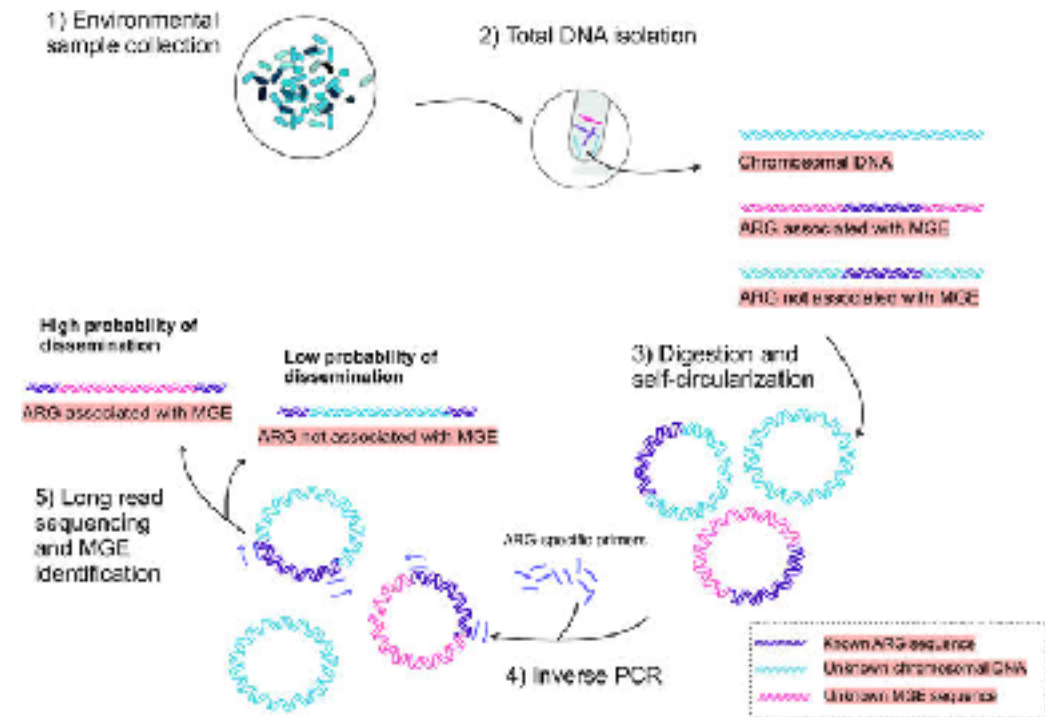 1) Environmental
sample collection
2) Total DNA isolation
Chromosomal DNA
ARG associated with MGE
ARG not associated with MGE
3) Digestion and
self-circularization
High probability of
dissemination
ARG associated with MGE
Low probability of
dissemination
ARG not associated with MGE
5) Long read
sequencing
and MGE
identification
ARG-specific primers
4) Inverse PCR
Known ARG sequence
Unknown chromosomal DNA
Unknown MGE sequence